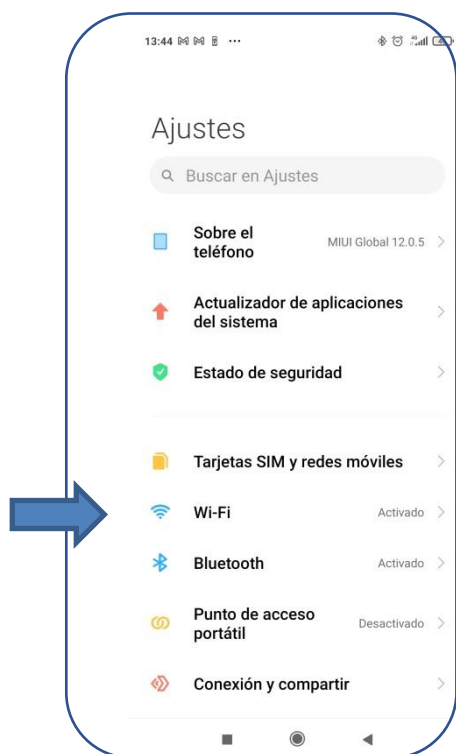 13:44
Ajustes
Buscar en Ajustes
Sobre el
teléfono
MIUI Global 12.0.5
Actualizador de aplicaciones
del sistema
Estado de seguridad
Tarjetas SIM y redes móviles
Wi-Fi
Activado
Bluetooth
Activado
Punto de acceso
portátil
Desactivado
Conexión y compartir